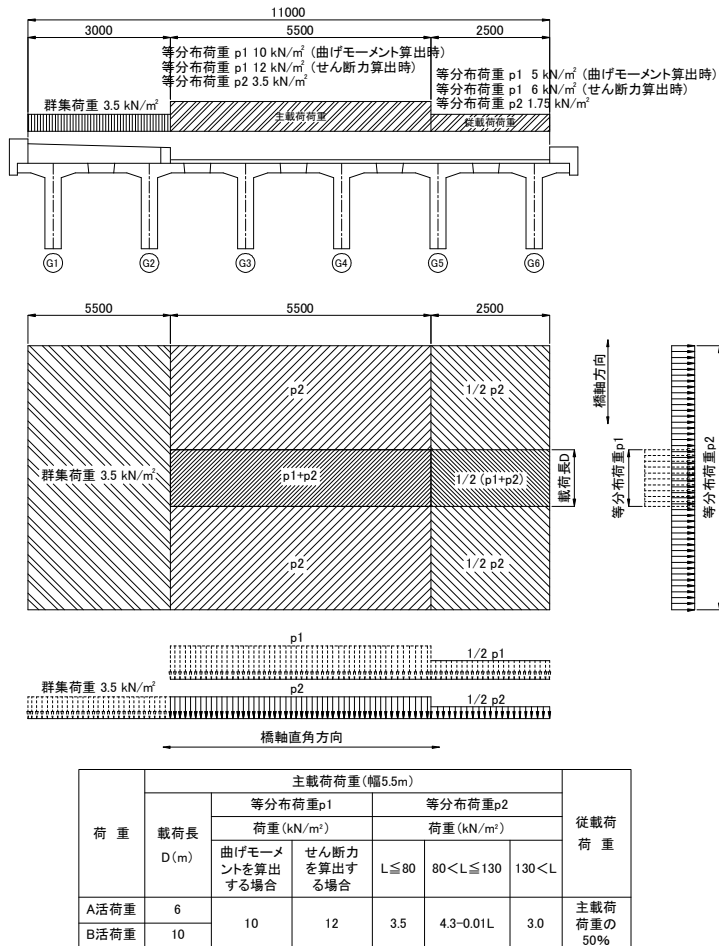 11000
3000
5500
2500
等分布荷重 p1 10 kN/㎡ (曲げモーメント算出時)
等分布荷重 p1 12 kN/㎡ (せん断力算出時)
等分布荷重 p2 3.5 kN/㎡
等分布荷重 p1 5 kN/㎡ (曲げモーメント算出時)
等分布荷重 p1 6 kN/㎡ (せん断力算出時)
等分布荷重 p2 1.75 kN/㎡
群集荷重 3.5 kN/㎡
主載荷荷重
従載荷荷重
G1
G2
G3
G4
G5
G6
5500
5500
2500
p2
1/2 p2
橋軸方向
群集荷重 3.5 kN/㎡
p1+p2
1/2 (p1+p2)
載荷長D
等分布荷重p1
等分布荷重p2
p2
1/2 p2
p1
1/2 p1
群集荷重 3.5 kN/㎡
p2
1/2 p2
橋軸直角方向
荷 重
主載荷荷重(幅5.5m)
従載荷
荷 重
載荷長
D(m)
等分布荷重p1
等分布荷重p2
荷重(kN/㎡)
荷重(kN/㎡)
曲げモーメ
ントを算出
する場合
せん断力
を算出す
る場合
L≦80
80<L≦130
130<L
A活荷重
6
10
12
3.5
4.3-0.01L
3.0
主載荷
荷重の
50%
B活荷重
10